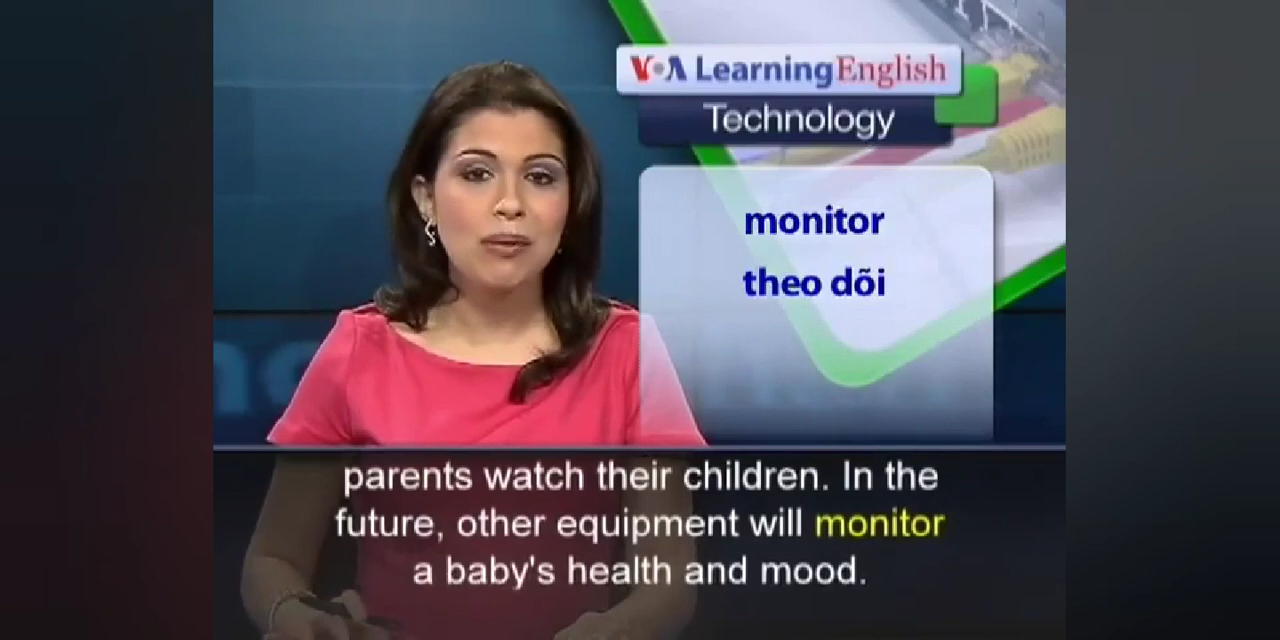 VOA LearningEnglish
Technology
monitor
theo dõi
parents watch their children. In the
future, other equipment will monitor
a baby's health and mood.